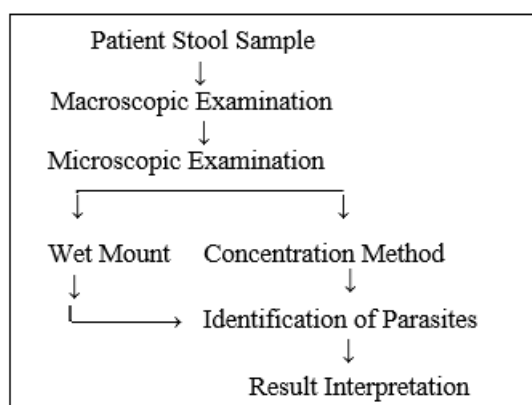 Patient Stool Sample
Macroscopic Examination
Microscopic Examination
Wet Mount Concentration Method
Identification of Parasites
Result Interpretation